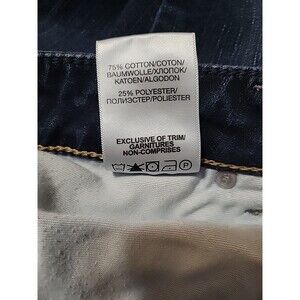 75% COTTON/COTON/
BAUMWOLLE/ХЛОПОК/
KATOEN/ALGODON
25% POLYESTER/
ПОЛИЭСТЕР/POLIESTER
EXCLUSIVE OF TRIM/
GARNITURES
NON-COMPRISES
P